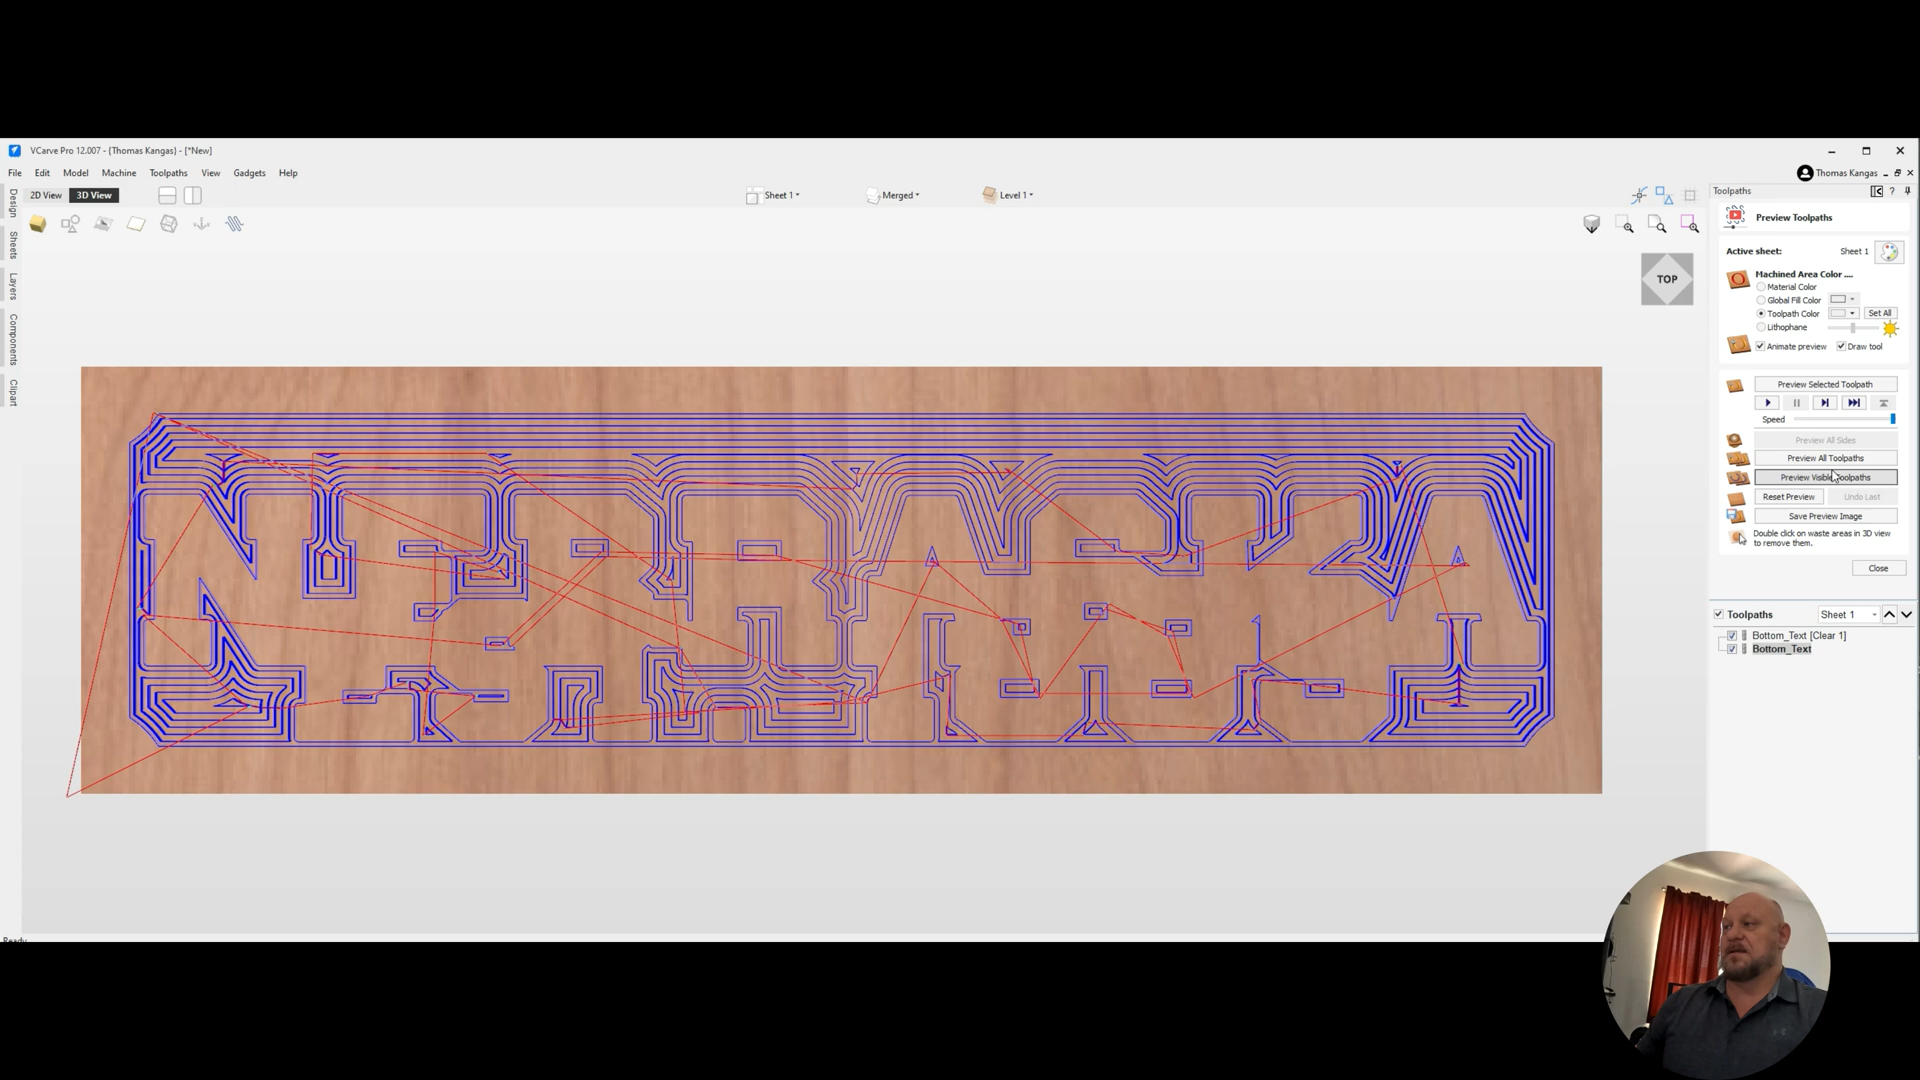 VCarve Pro 12.007 - {Thomas Kangas} - [*New]
File Edit Model Machine Toolpaths View Gadgets Help
Thomas Kangas
2D View 3D View
Sheet 1
Merged
Level 1
Design
Sheets
Layers
Components
Clipart
TOP
Toolpaths
Preview Toolpaths
Active sheet: Sheet 1
Machined Area Color ....
Material Color
Global Fill Color
Toolpath Color
Set All
Lithophane
Animate preview
Draw tool
Preview Selected Toolpath
Speed
Preview All Sides
Preview All Toolpaths
Preview Visible Toolpaths
Reset Preview
Undo Last
Save Preview Image
Double click on waste areas in 3D view
to remove them.
Close
Toolpaths
Sheet 1
Bottom_Text [Clear 1]
Bottom_Text
Ready